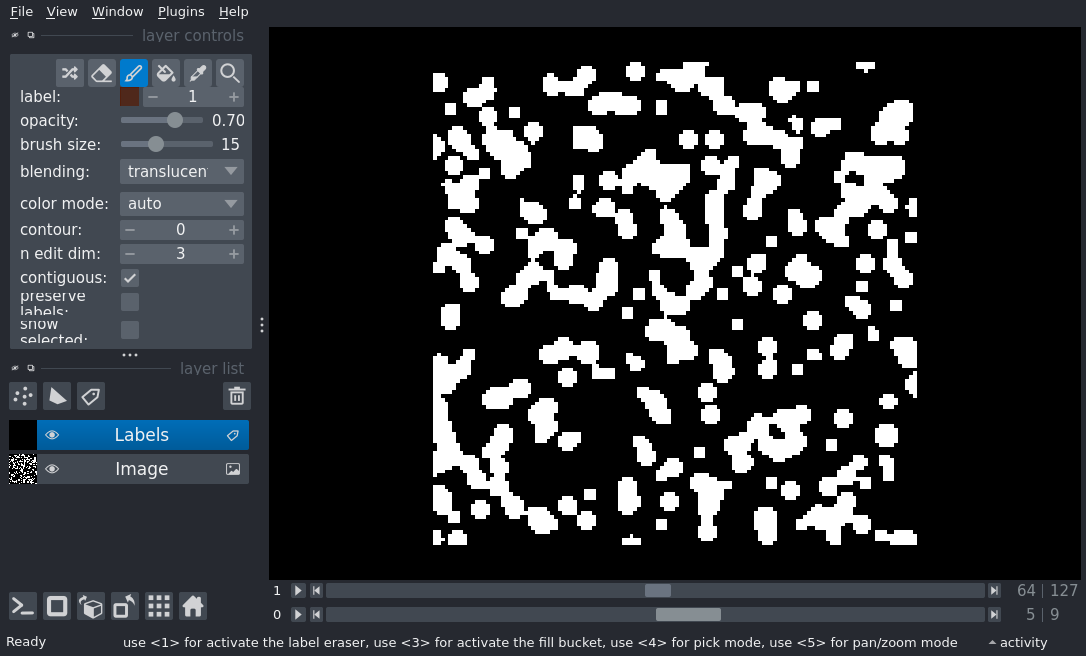 File View Window Plugins Help
layer controls
label: 1
opacity: 0.70
brush size: 15
blending: translucen
color mode: auto
contour: 0
n edit dim: 3
contiguous:
preserve
labels:
show
selected:
layer list
Labels
Image
1 64 | 127
0 5 | 9
Ready use <1> for activate the label eraser, use <3> for activate the fill bucket, use <4> for pick mode, use <5> for pan/zoom mode activity